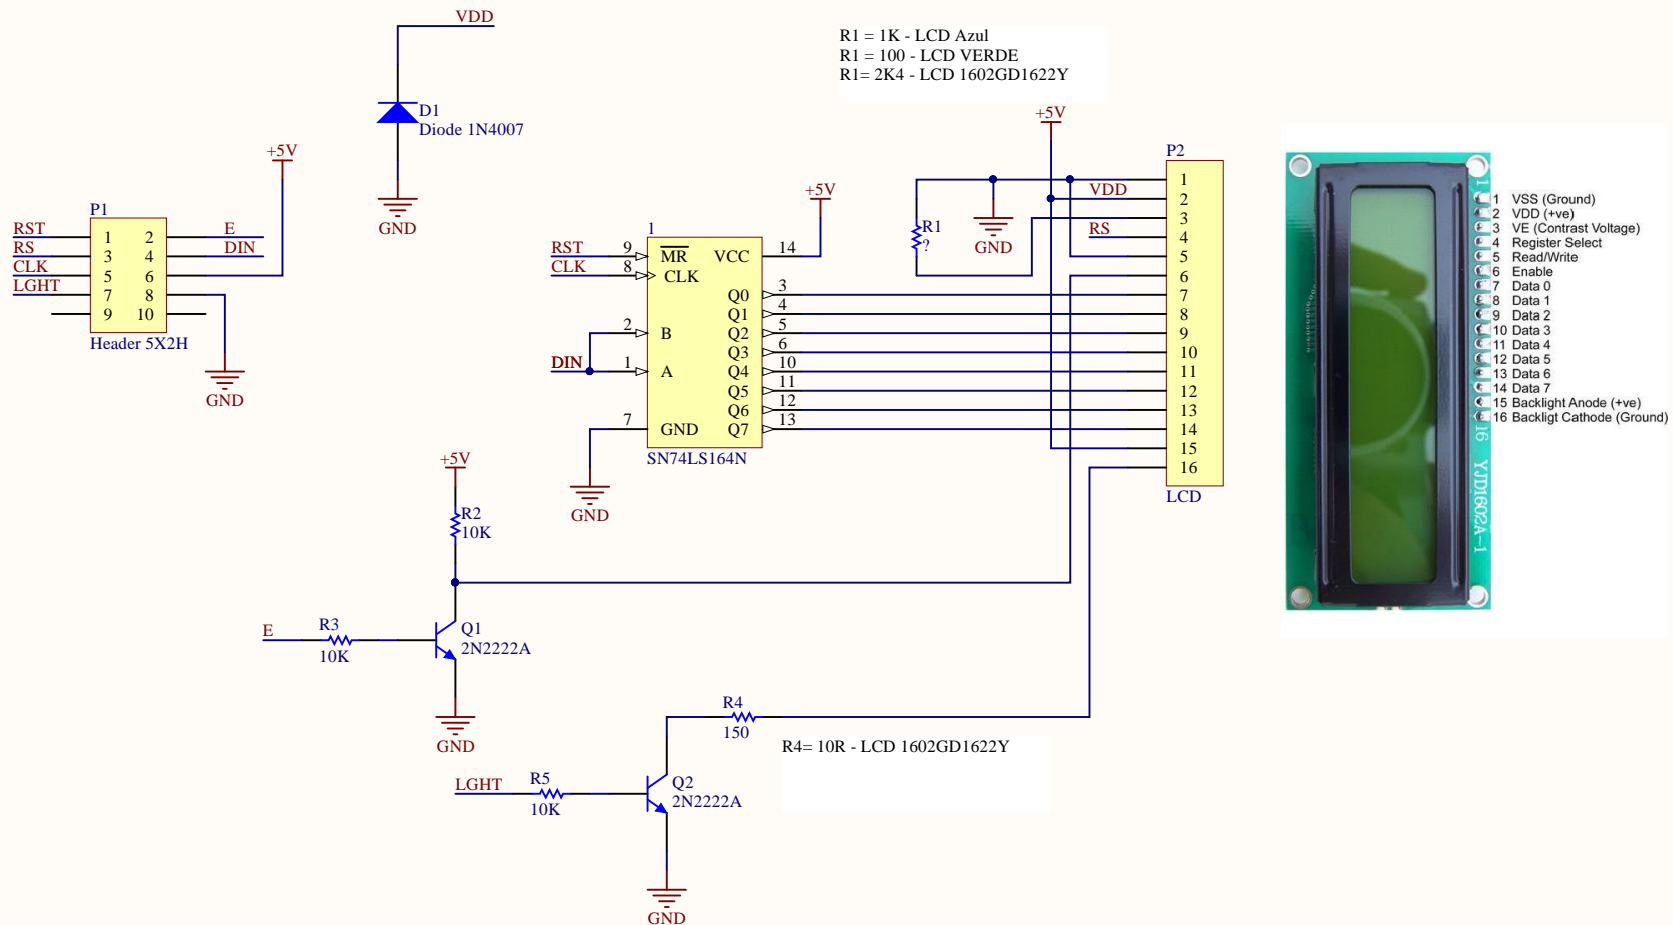 VDD
D1
Diode 1N4007
GND
R1 = 1K - LCD Azul
R1 = 100 - LCD VERDE
R1= 2K4 - LCD 1602GD1622Y
+5V
P1
RST 1 2 E
RS 3 4 DIN
CLK 5 6
LGHT 7 8
9 10
Header 5X2H
GND
+5V
1
RST 9 MR VCC 14
CLK 8 CLK
Q0 3
Q1 4
2 B Q2 5
Q3 6
DIN 1 A Q4 10
Q5 11
Q6 12
7 GND Q7 13
SN74LS164N
GND
+5V
R1
?
GND
P2
1
VDD 2
3
RS 4
5
6
7
8
9
10
11
12
13
14
15
16
LCD
+5V
R2
10K
E R3
10K
Q1
2N2222A
GND
R4
150
R4= 10R - LCD 1602GD1622Y
LGHT R5
10K
Q2
2N2222A
GND
1
1 VSS (Ground)
2 VDD (+ve)
3 VE (Contrast Voltage)
4 Register Select
5 Read/Write
6 Enable
7 Data 0
8 Data 1
9 Data 2
10 Data 3
11 Data 4
12 Data 5
13 Data 6
14 Data 7
15 Backlight Anode (+ve)
16 Backligt Cathode (Ground)
16
YJD1602A-1